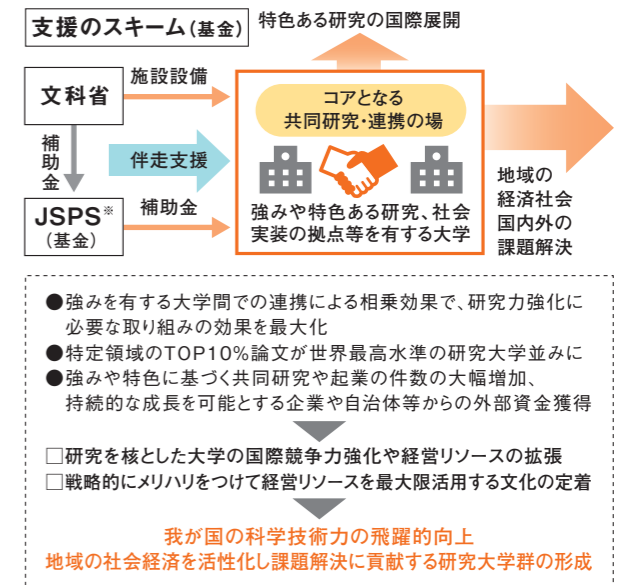 支援のスキーム(基金)
特色ある研究の国際展開
文科省
施設設備
補助金
伴走支援
JSPS※
(基金)
補助金
コアとなる
共同研究・連携の場
強みや特色ある研究、社会
実装の拠点等を有する大学
地域の
経済社会
国内外の
課題解決
●強みを有する大学間での連携による相乗効果で、研究力強化に
必要な取り組みの効果を最大化
●特定領域のTOP10%論文が世界最高水準の研究大学並みに
●強みや特色に基づく共同研究や起業の件数の大幅増加、
持続的な成長を可能とする企業や自治体等からの外部資金獲得
□研究を核とした大学の国際競争力強化や経営リソースの拡張
□戦略的にメリハリをつけて経営リソースを最大限活用する文化の定着
我が国の科学技術力の飛躍的向上
地域の社会経済を活性化し課題解決に貢献する研究大学群の形成